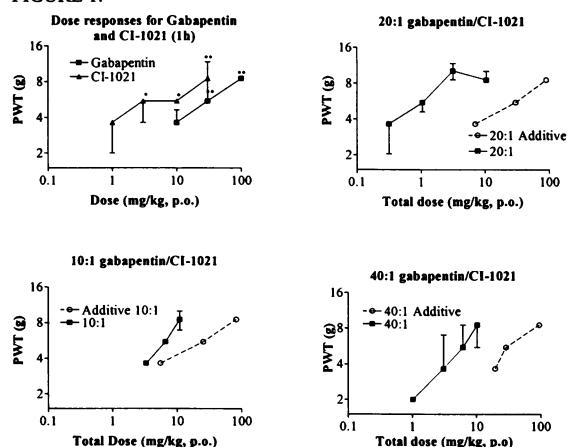 FIGURE 1.
Dose responses for Gabapentin
and CI-1021 (1h)
16
8
4
2
PWT (g)
Gabapentin
CI-1021
*
*
**
**
**
0.1
1
10
100
Dose (mg/kg, p.o.)
20:1 gabapentin/CI-1021
16
8
4
2
PWT (g)
20:1 Additive
20:1
0.1
1
10
100
Total dose (mg/kg, p.o.)
10:1 gabapentin/CI-1021
16
8
4
2
PWT (g)
Additive 10:1
10:1
0.1
1
10
100
Total Dose (mg/kg, p.o.)
40:1 gabapentin/CI-1021
16
8
4
2
PWT (g)
40:1 Additive
40:1
0.1
1
10
100
Total dose (mg/kg, p.o)